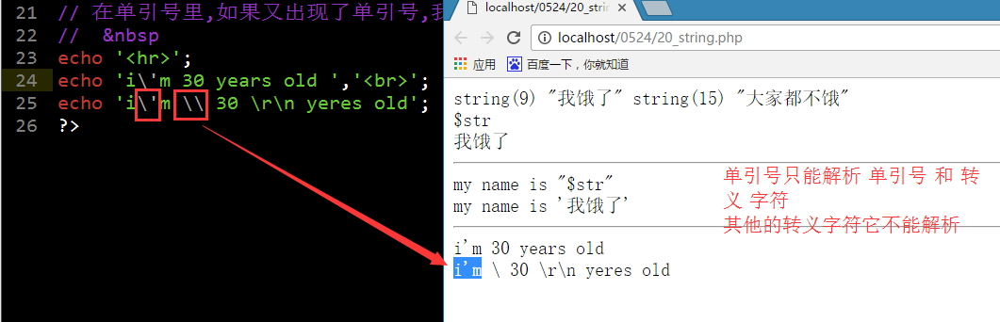 21 // 在单引号里,如果又出现了单引号,我
22 // &nbsp
23 echo '<hr>';
24 echo 'i\'m 30 years old ','<br>';
25 echo 'i\'m \\ 30 \r\n yeres old';
26 ?>
localhost/0524/20_strin
localhost/0524/20_string.php
应用 百度一下，你就知道
string(9) "我饿了" string(15) "大家都不饿"
$str
我饿了
my name is "$str"
my name is '我饿了'
单引号只能解析 单引号 和 转
义 字符
其他的转义字符它不能解析
i'm 30 years old
i'm \ 30 \r\n yeres old